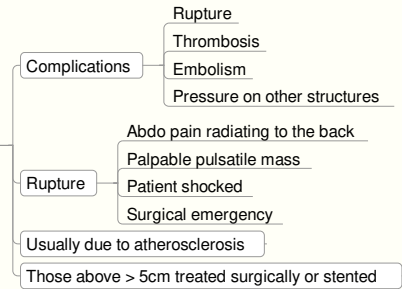 Complications
Rupture
Thrombosis
Embolism
Pressure on other structures
Rupture
Abdo pain radiating to the back
Palpable pulsatile mass
Patient shocked
Surgical emergency
Usually due to atherosclerosis
Those above > 5cm treated surgically or stented